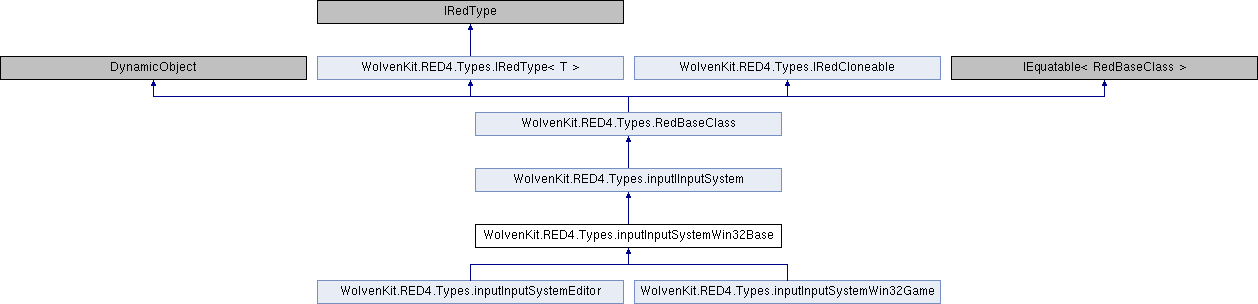 IRedType
DynamicObject
WolvenKit.RED4.Types.IRedType< T >
WolvenKit.RED4.Types.IRedCloneable
IEquatable< RedBaseClass >
WolvenKit.RED4.Types.RedBaseClass
WolvenKit.RED4.Types.inputIInputSystem
WolvenKit.RED4.Types.inputInputSystemWin32Base
WolvenKit.RED4.Types.inputInputSystemEditor
WolvenKit.RED4.Types.inputInputSystemWin32Game